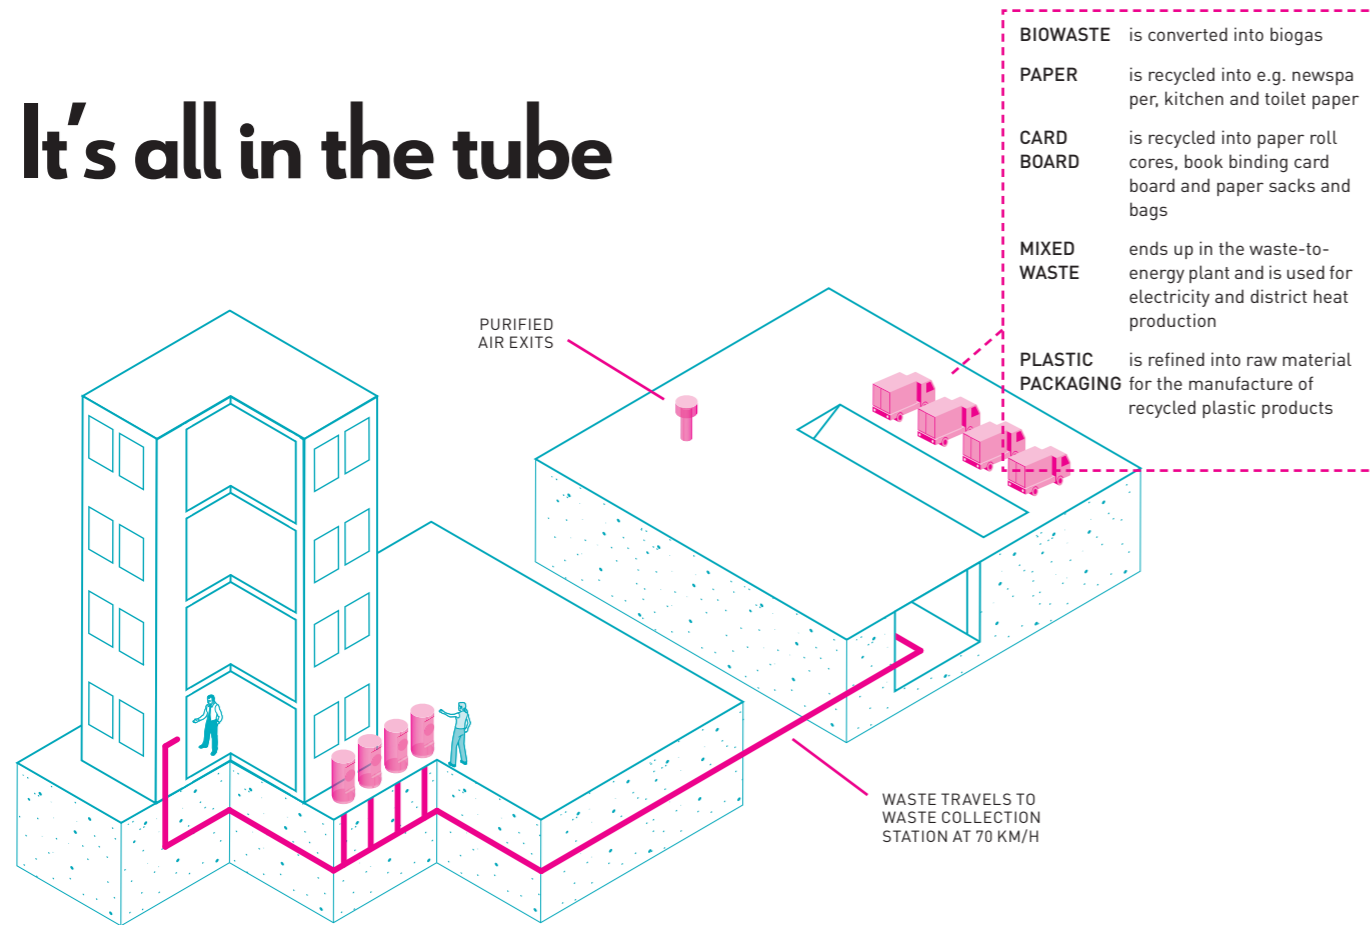 It's all in the tube
BIOWASTE is converted into biogas
PAPER is recycled into e.g. newspa
per, kitchen and toilet paper
CARD is recycled into paper roll
BOARD cores, book binding card
board and paper sacks and
bags
MIXED ends up in the waste-to-
WASTE energy plant and is used for
electricity and district heat
production
PLASTIC is refined into raw material
PACKAGING for the manufacture of
recycled plastic products
PURIFIED
AIR EXITS
WASTE TRAVELS TO
WASTE COLLECTION
STATION AT 70 KM/H